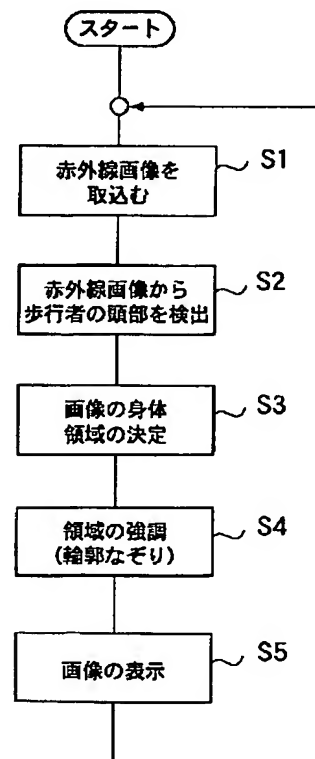 スタート
赤外線画像を
取込む
S1
赤外線画像から
歩行者の頭部を検出
S2
画像の身体
領域の決定
S3
領域の強調
(輪郭なぞり)
S4
画像の表示
S5